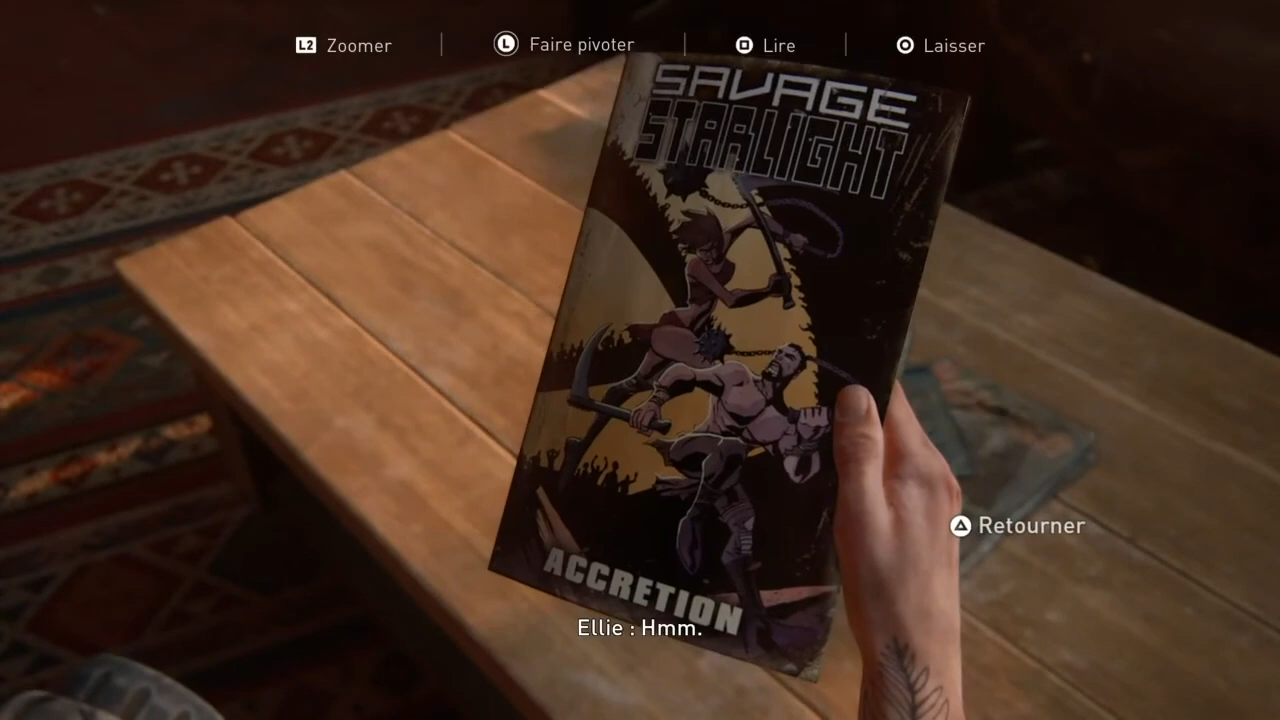 L2 Zoomer
L Faire pivoter
Lire
Laisser
SAVAGE
STARLIGHT
Retourner
ACCRETION
Ellie : Hmm.